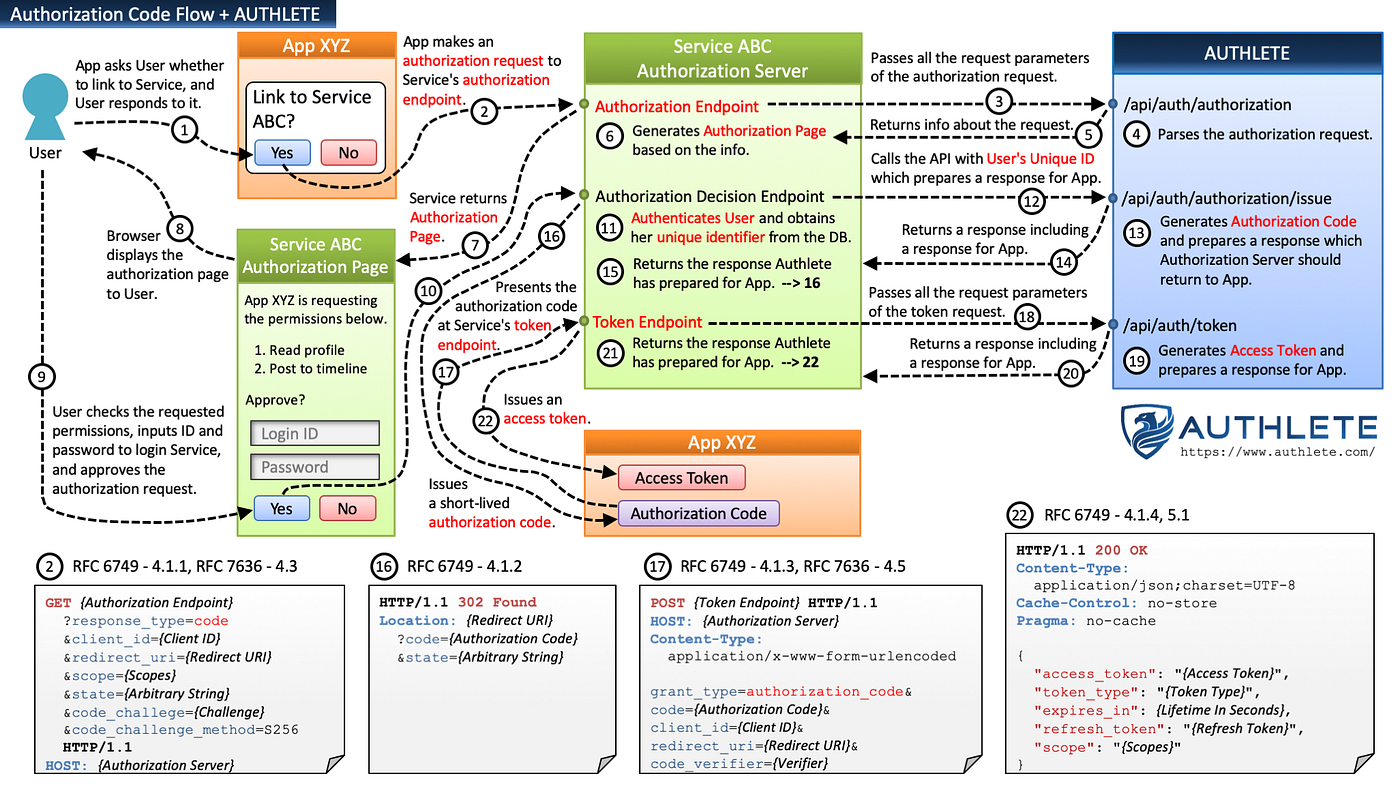 Authorization Code Flow + AUTHLETE
App asks User whether
to link to Service, and
User responds to it.
1
User
App XYZ
Link to Service
ABC?
Yes
No
App makes an
authorization request to
Service's authorization
endpoint.
2
Service ABC
Authorization Server
Authorization Endpoint
6
Generates Authorization Page
based on the info.
Authorization Decision Endpoint
11
Authenticates User and obtains
her unique identifier from the DB.
15
Returns the response Authlete
has prepared for App. --> 16
Token Endpoint
21
Returns the response Authlete
has prepared for App. --> 22
Passes all the request parameters
of the authorization request.
3
Returns info about the request.
5
Calls the API with User's Unique ID
which prepares a response for App.
12
Returns a response including
a response for App.
14
Passes all the request parameters
of the token request.
18
Returns a response including
a response for App.
20
AUTHLETE
/api/auth/authorization
4
Parses the authorization request.
/api/auth/authorization/issue
13
Generates Authorization Code
and prepares a response which
Authorization Server should
return to App.
/api/auth/token
19
Generates Access Token and
prepares a response for App.
AUTHLETE
https://www.authlete.com/
Service returns
Authorization
Page.
7
16
8
Browser
displays the
authorization page
to User.
Service ABC
Authorization Page
App XYZ is requesting
the permissions below.
1. Read profile
2. Post to timeline
Approve?
Login ID
Password
Yes
No
9
User checks the requested
permissions, inputs ID and
password to login Service,
and approves the
authorization request.
10
Presents the
authorization code
at Service's token
endpoint.
17
Issues an
access token.
22
Issues
a short-lived
authorization code.
App XYZ
Access Token
Authorization Code
2
RFC 6749 - 4.1.1, RFC 7636 - 4.3
GET {Authorization Endpoint}
?response_type=code
&client_id={Client ID}
&redirect_uri={Redirect URI}
&scope={Scopes}
&state={Arbitrary String}
&code_challege={Challenge}
&code_challenge_method=S256
HTTP/1.1
HOST: {Authorization Server}
16
RFC 6749 - 4.1.2
HTTP/1.1 302 Found
Location: {Redirect URI}
?code={Authorization Code}
&state={Arbitrary String}
17
RFC 6749 - 4.1.3, RFC 7636 - 4.5
POST {Token Endpoint} HTTP/1.1
HOST: {Authorization Server}
Content-Type:
application/x-www-form-urlencoded
grant_type=authorization_code&
code={Authorization Code}&
client_id={Client ID}&
redirect_uri={Redirect URI}&
code_verifier={Verifier}
22
RFC 6749 - 4.1.4, 5.1
HTTP/1.1 200 OK
Content-Type:
application/json;charset=UTF-8
Cache-Control: no-store
Pragma: no-cache
{
"access_token": "{Access Token}",
"token_type": "{Token Type}",
"expires_in": {Lifetime In Seconds},
"refresh_token": "{Refresh Token}",
"scope": "{Scopes}"
}